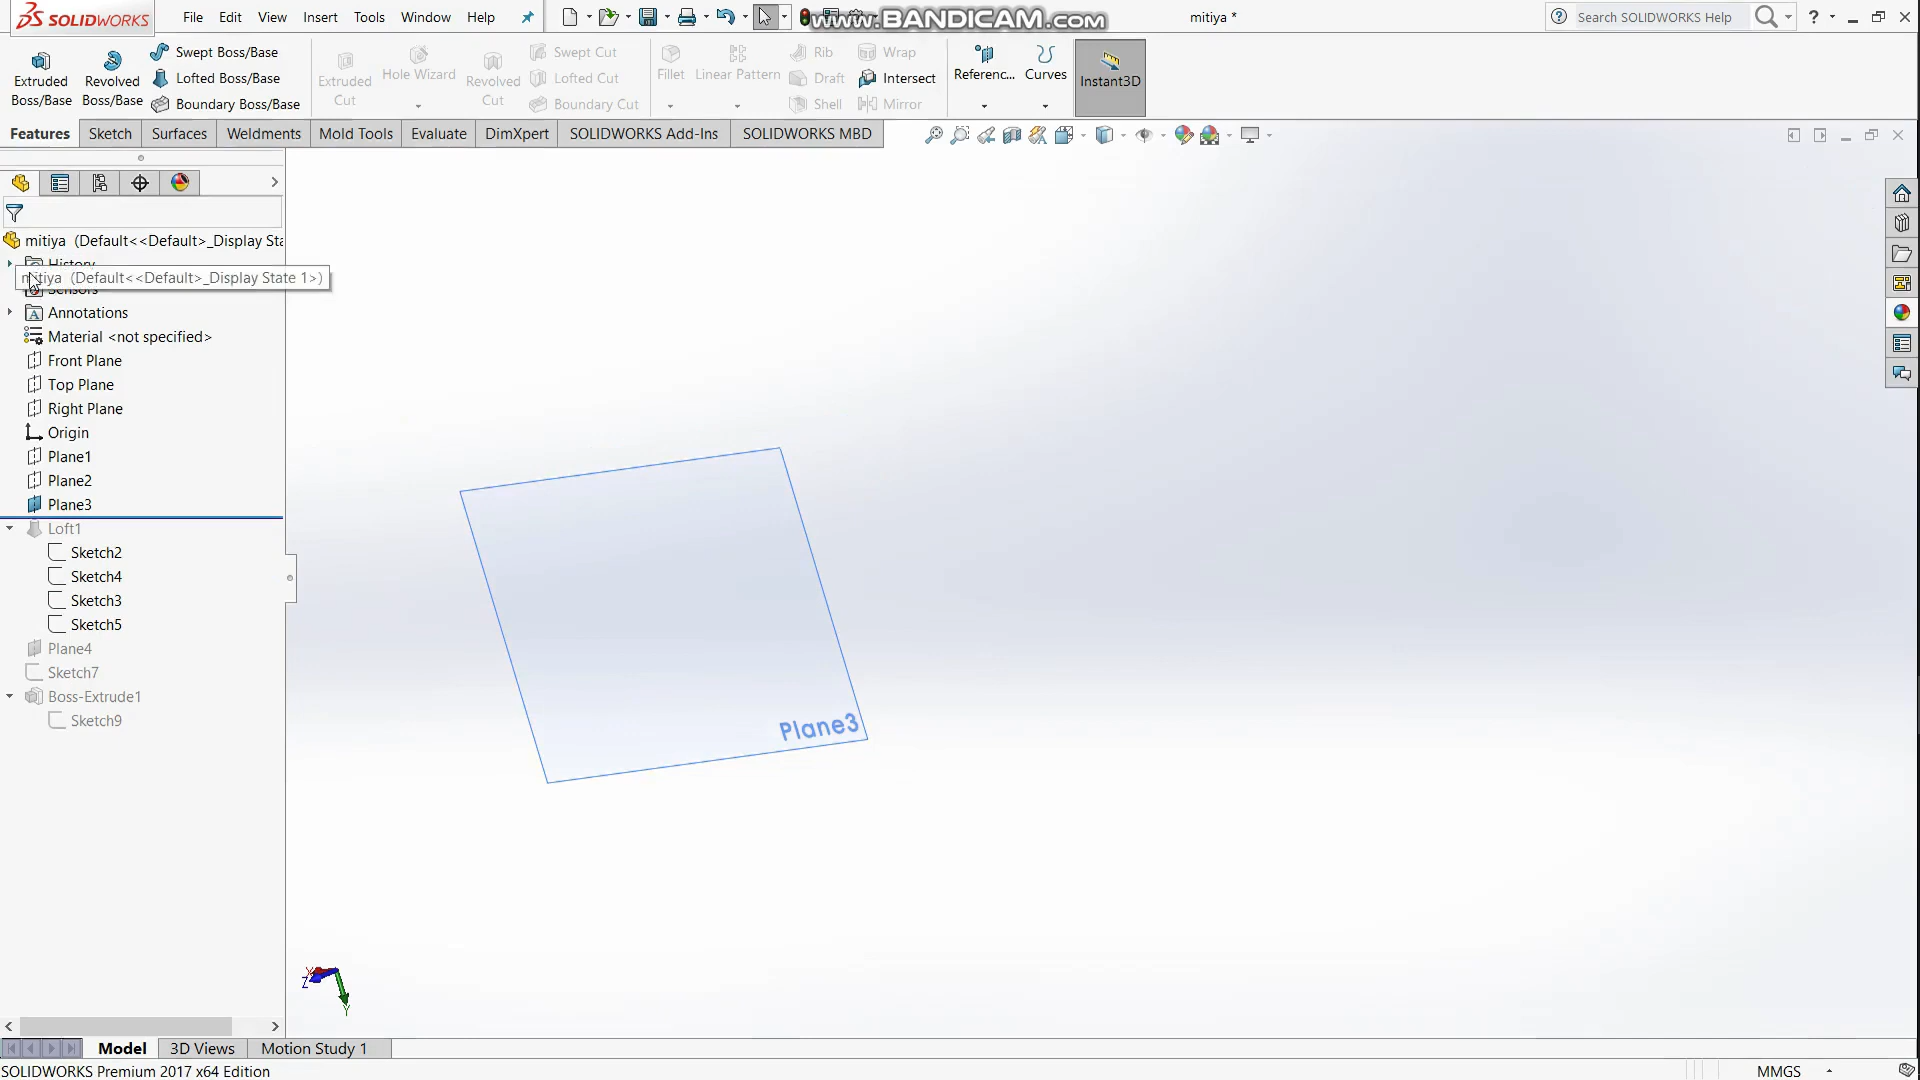 SOLIDWORKS
File Edit View Insert Tools Window Help
www.BANDICAM.com
mitiya *
Search SOLIDWORKS Help
Extruded Boss/Base
Revolved Boss/Base
Swept Boss/Base
Lofted Boss/Base
Boundary Boss/Base
Extruded Cut
Hole Wizard
Revolved Cut
Swept Cut
Lofted Cut
Boundary Cut
Fillet
Linear Pattern
Rib
Draft
Shell
Wrap
Intersect
Mirror
Referenc...
Curves
Instant3D
Features Sketch Surfaces Weldments Mold Tools Evaluate DimXpert SOLIDWORKS Add-Ins SOLIDWORKS MBD
mitiya (Default<<Default>_Display Sta
History
mitiya (Default<<Default>_Display State 1>)
Sensors
Annotations
Material <not specified>
Front Plane
Top Plane
Right Plane
Origin
Plane1
Plane2
Plane3
Loft1
Sketch2
Sketch4
Sketch3
Sketch5
Plane4
Sketch7
Boss-Extrude1
Sketch9
Plane3
X
Z
Y
Model 3D Views Motion Study 1
SOLIDWORKS Premium 2017 x64 Edition
MMGS